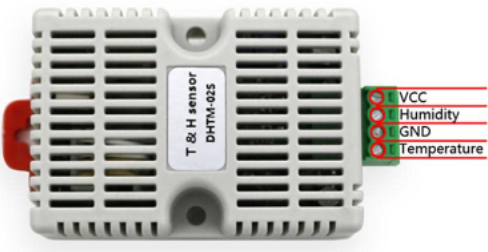 T & H sensor
DHTM-02S
VCC
Humidity
GND
Temperature